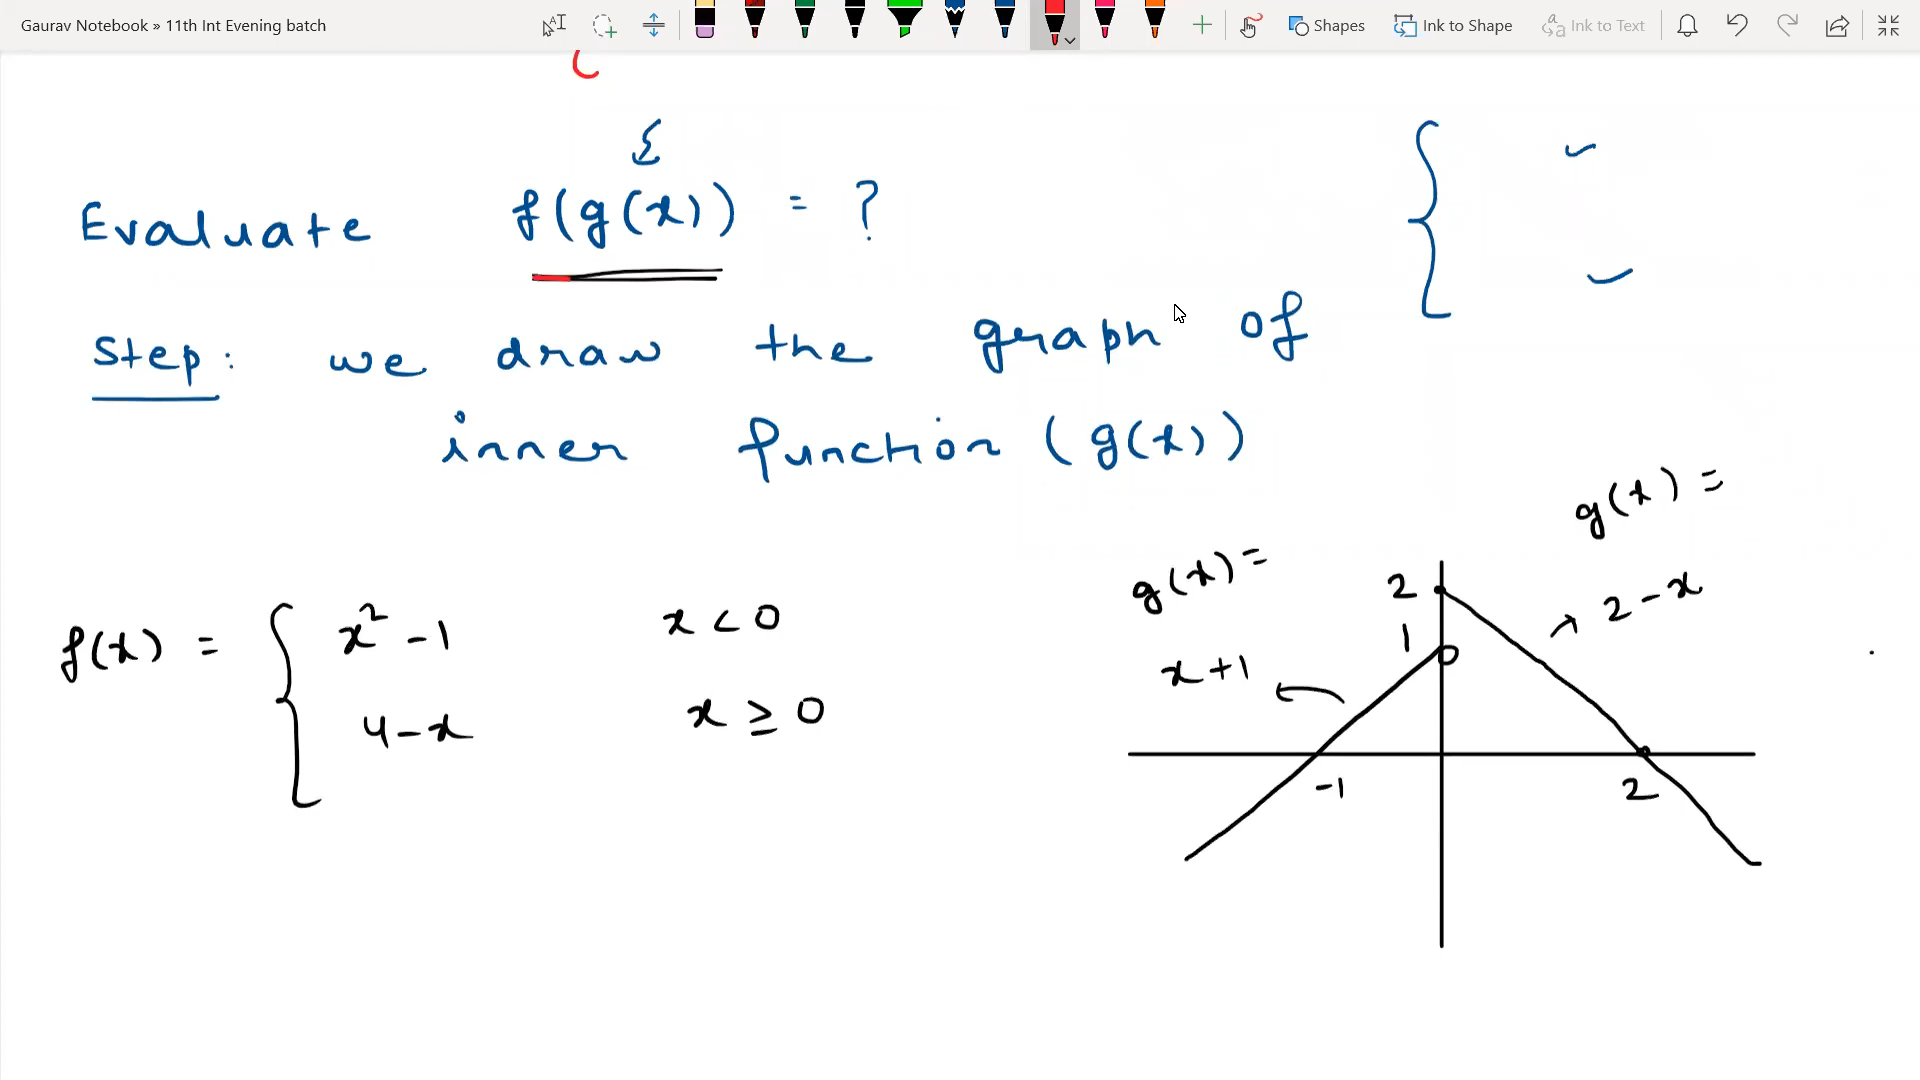 Gaurav Notebook » 11th Int Evening batch
Shapes Ink to Shape Ink to Text
Evaluate f(g(x)) = ?
Step: we draw the graph of
inner function (g(x))
g(x) =
g(x) =
f(x) = { x² - 1 x < 0
4 - x x ≥ 0
2
2 - x
1
x + 1
-1
2